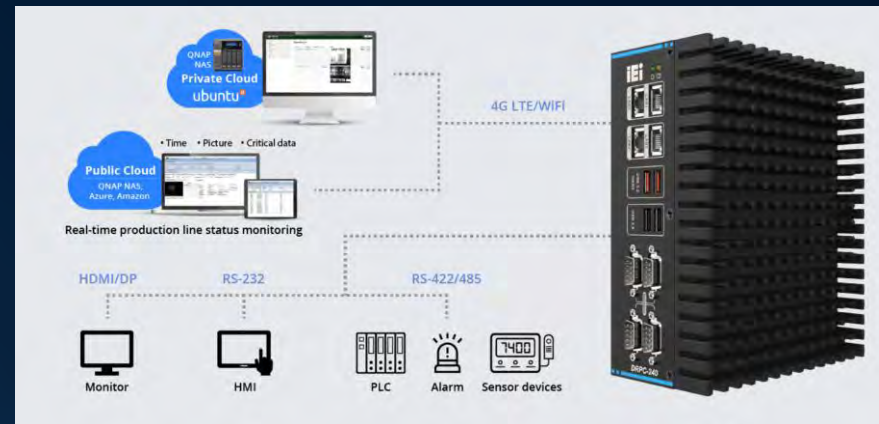 QNAP
NAS
Private Cloud
ubuntu
4G LTE/WiFi
• Time • Picture • Critical data
Public Cloud
QNAP NAS,
Azure, Amazon
Real-time production line status monitoring
HDMI/DP RS-232 RS-422/485
7400
Monitor HMI PLC Alarm Sensor devices
iEi
DRPC-240